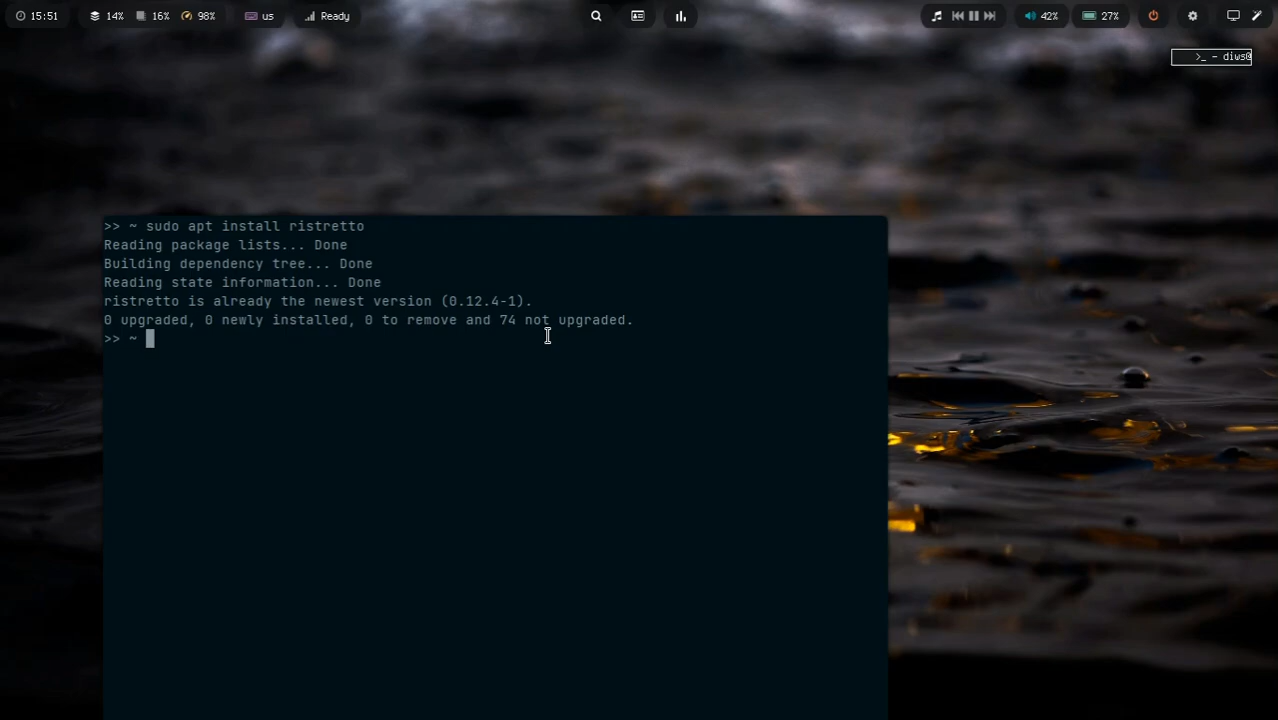 15:51 14% 16% 98% us Ready 42% 27%
>_ - diws@
>> ~ sudo apt install ristretto
Reading package lists... Done
Building dependency tree... Done
Reading state information... Done
ristretto is already the newest version (0.12.4-1).
0 upgraded, 0 newly installed, 0 to remove and 74 not upgraded.
>> ~